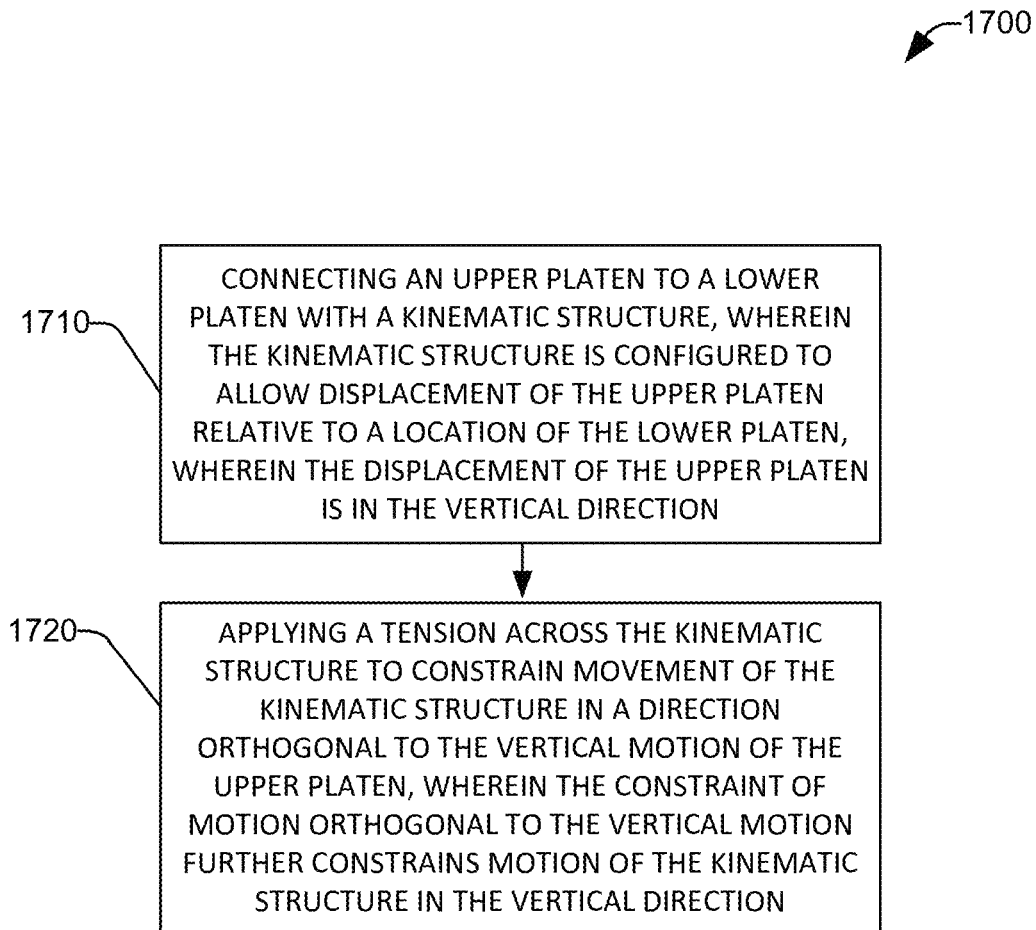 1700
1710
CONNECTING AN UPPER PLATEN TO A LOWER
PLATEN WITH A KINEMATIC STRUCTURE, WHEREIN
THE KINEMATIC STRUCTURE IS CONFIGURED TO
ALLOW DISPLACEMENT OF THE UPPER PLATEN
RELATIVE TO A LOCATION OF THE LOWER PLATEN,
WHEREIN THE DISPLACEMENT OF THE UPPER PLATEN
IS IN THE VERTICAL DIRECTION
1720
APPLYING A TENSION ACROSS THE KINEMATIC
STRUCTURE TO CONSTRAIN MOVEMENT OF THE
KINEMATIC STRUCTURE IN A DIRECTION
ORTHOGONAL TO THE VERTICAL MOTION OF THE
UPPER PLATEN, WHEREIN THE CONSTRAINT OF
MOTION ORTHOGONAL TO THE VERTICAL MOTION
FURTHER CONSTRAINS MOTION OF THE KINEMATIC
STRUCTURE IN THE VERTICAL DIRECTION